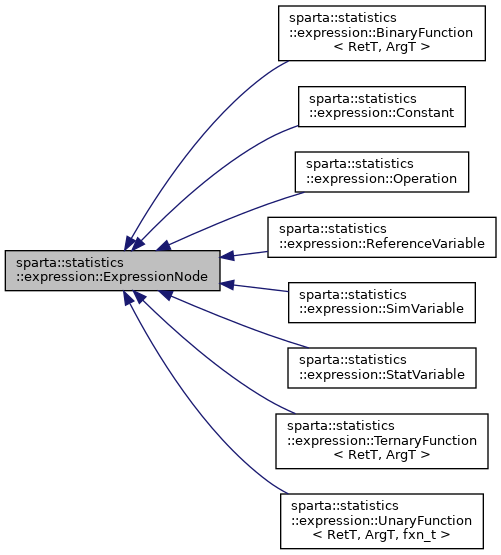 sparta::statistics
::expression::BinaryFunction
< RetT, ArgT >
sparta::statistics
::expression::Constant
sparta::statistics
::expression::Operation
sparta::statistics
::expression::ReferenceVariable
sparta::statistics
::expression::ExpressionNode
sparta::statistics
::expression::SimVariable
sparta::statistics
::expression::StatVariable
sparta::statistics
::expression::TernaryFunction
< RetT, ArgT >
sparta::statistics
::expression::UnaryFunction
< RetT, ArgT, fxn_t >